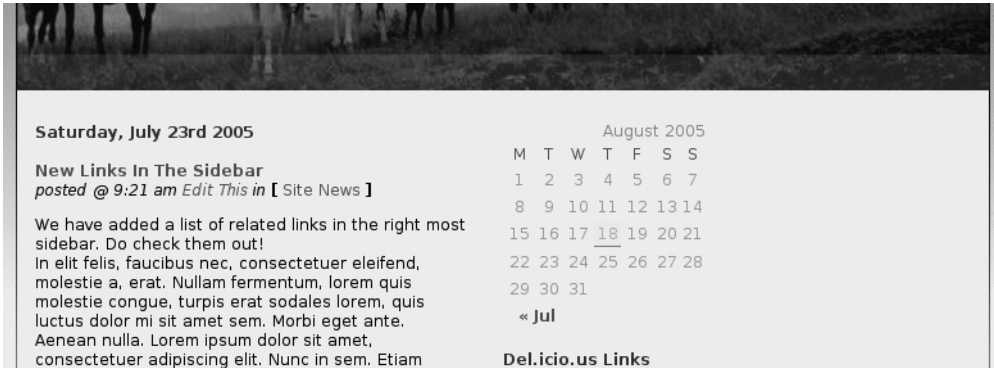 Saturday, July 23rd 2005
New Links In The Sidebar
posted @ 9:21 am Edit This in [ Site News ]
We have added a list of related links in the right most
sidebar. Do check them out!
In elit felis, faucibus nec, consectetuer eleifend,
molestie a, erat. Nullam fermentum, lorem quis
molestie congue, turpis erat sodales lorem, quis
luctus dolor mi sit amet sem. Morbi eget ante.
Aenean nulla. Lorem ipsum dolor sit amet,
consectetuer adipiscing elit. Nunc in sem. Etiam
August 2005
M T W T F S S
1 2 3 4 5 6 7
8 9 10 11 12 13 14
15 16 17 18 19 20 21
22 23 24 25 26 27 28
29 30 31
« Jul
Del.icio.us Links